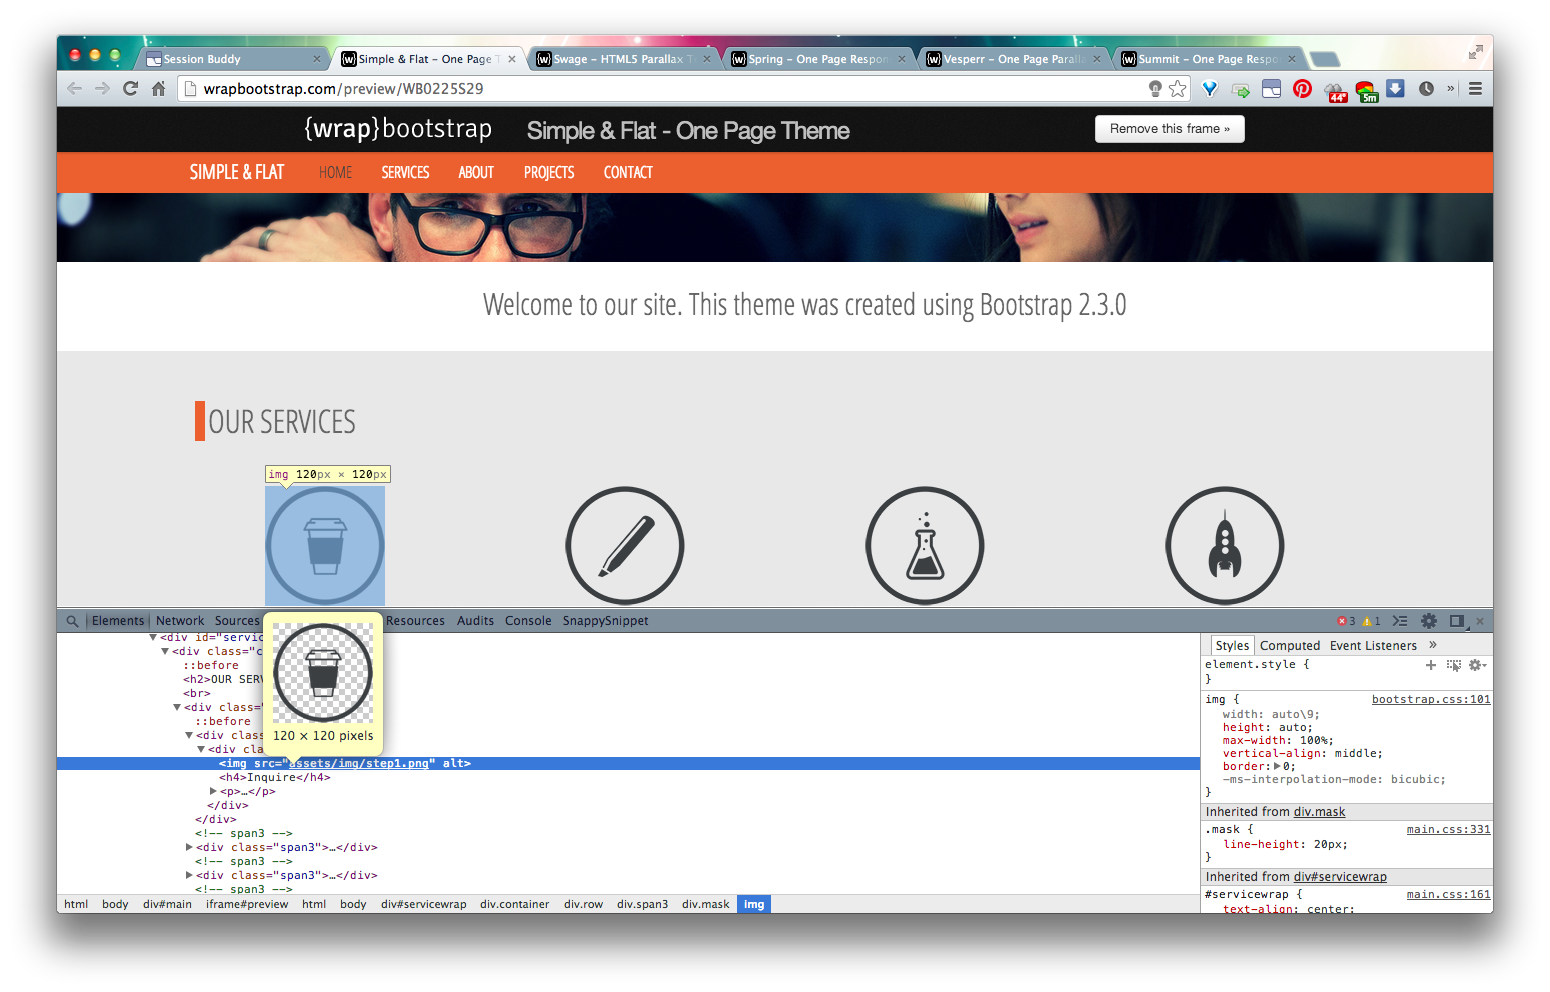 Session Buddy
Simple & Flat – One Page T
Swage – HTML5 Parallax T
Spring – One Page Respon
Vesperr – One Page Paralla
Summit – One Page Respo
wrapbootstrap.com/preview/WB0225S29
44*
5m
»
{wrap}bootstrap
Simple & Flat - One Page Theme
Remove this frame »
SIMPLE & FLAT
HOME
SERVICES
ABOUT
PROJECTS
CONTACT
Welcome to our site. This theme was created using Bootstrap 2.3.0
OUR SERVICES
img 120px × 120px
Elements
Network
Sources
Resources
Audits
Console
SnappySnippet
3
1
<div id="servic
<div class="c
::before
<h2>OUR SERV
<br>
<div class="
::before
<div class
<div cla
<img src="assets/img/step1.png" alt>
<h4>Inquire</h4>
<p>…</p>
</div>
</div>
<!-- span3 -->
<div class="span3">…</div>
<!-- span3 -->
<div class="span3">…</div>
<!-- span3 -->
120 × 120 pixels
html
body
div#main
iframe#preview
html
body
div#servicewrap
div.container
div.row
div.span3
div.mask
img
Styles
Computed
Event Listeners
»
element.style {
}
img {
bootstrap.css:101
width: auto\9;
height: auto;
max-width: 100%;
vertical-align: middle;
border: 0;
-ms-interpolation-mode: bicubic;
}
Inherited from div.mask
.mask {
main.css:331
line-height: 20px;
}
Inherited from div#servicewrap
#servicewrap {
main.css:161
text-align: center;